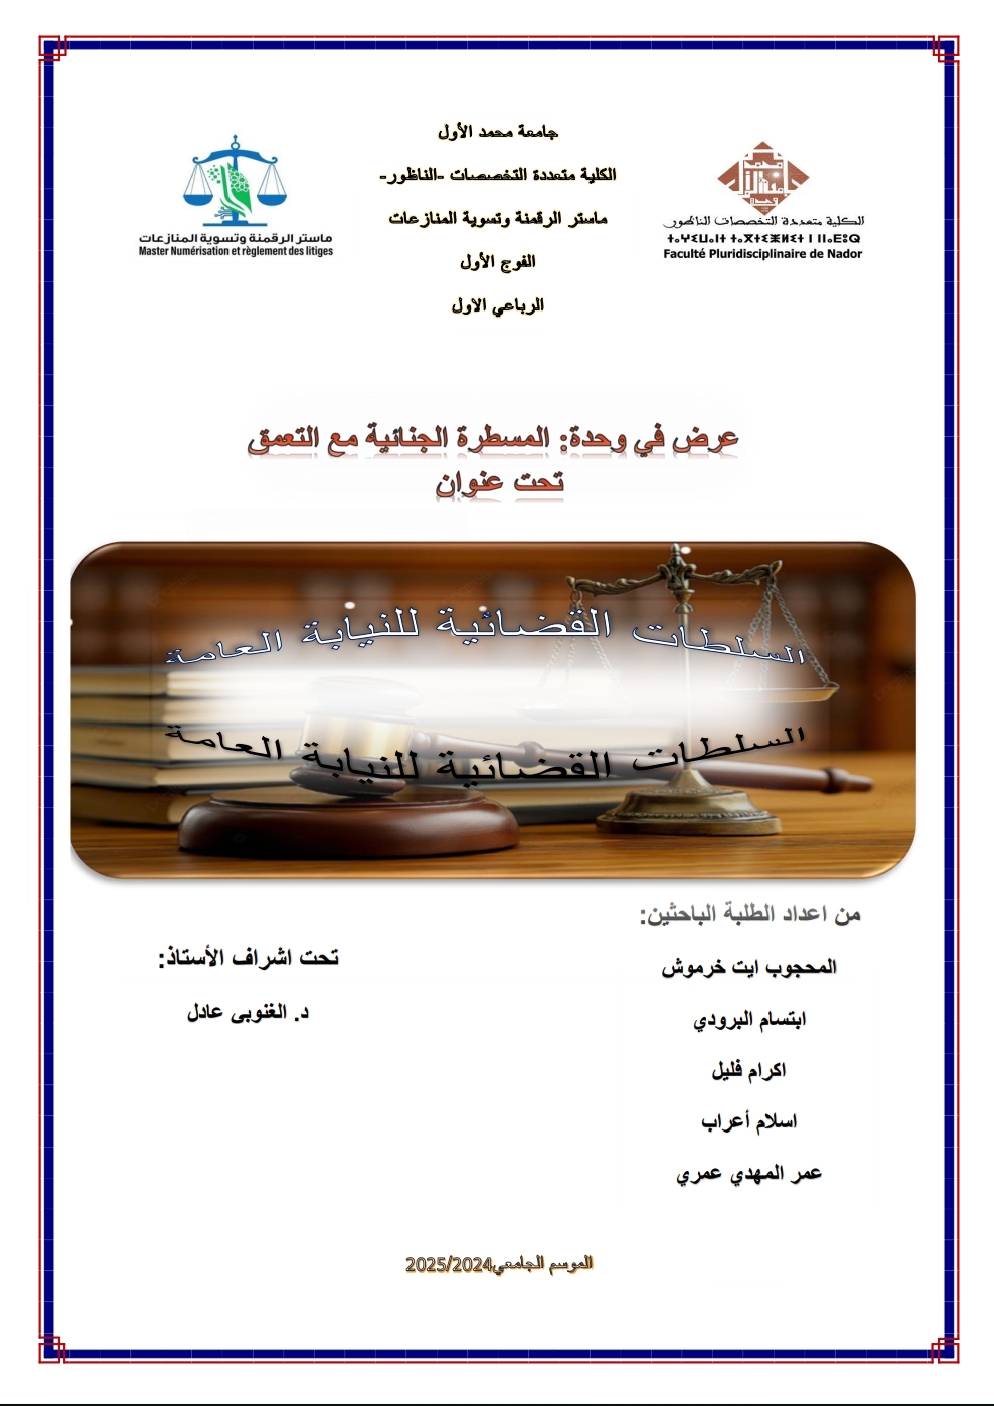 جامعة محمد الأول
الكلية متعددة التخصصات -الناظور-
ماستر الرقمنة وتسوية المنازعات
الفوج الأول
الرباعي الاول
الكلية متعددة التخصصات الناظور
Faculté Pluridisciplinaire de Nador
ماستر الرقمنة وتسوية المنازعات
Master Numérisation et règlement des litiges
عرض في وحدة: المسطرة الجنائية مع التعمق
تحت عنوان
السلطات القضائية للنيابة العامة
السلطات القضائية للنيابة العامة
من اعداد الطلبة الباحثين:
المحجوب ايت خرموش
ابتسام البرودي
اكرام فليل
اسلام أعراب
عمر المهدي عمري
تحت اشراف الأستاذ:
د. الغنوبى عادل
الموسم الجامعي2025/2024